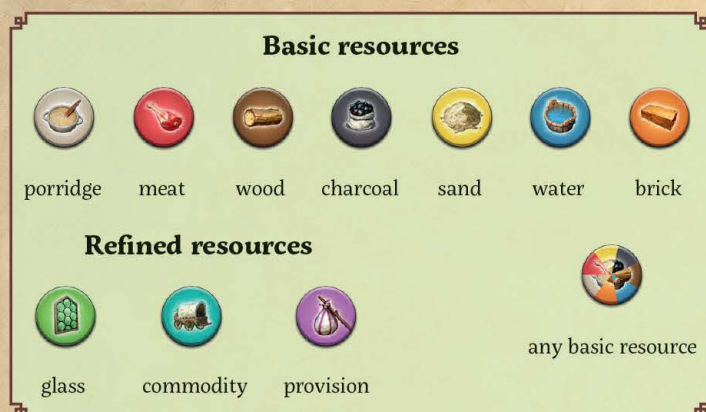 Basic resources
porridge meat wood charcoal sand water brick
Refined resources
any basic resource
glass commodity provision